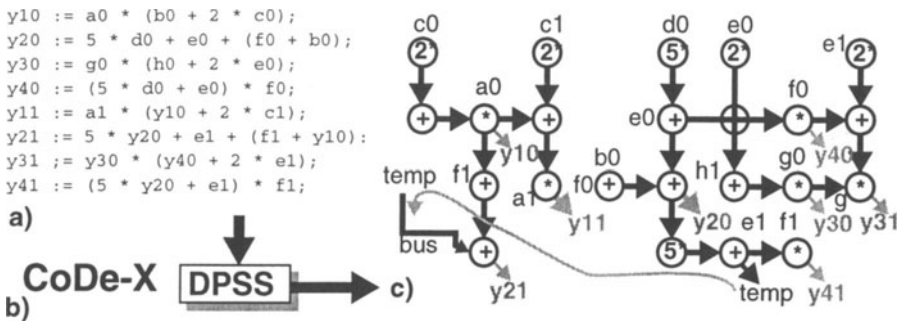 y10 := a0 * (b0 + 2 * c0);
y20 := 5 * d0 + e0 + (f0 + b0);
y30 := g0 * (h0 + 2 * e0);
y40 := (5 * d0 + e0) * f0;
y11 := a1 * (y10 + 2 * c1);
y21 := 5 * y20 + e1 + (f1 + y10):
y31 ;= y30 * (y40 + 2 * e1);
y41 := (5 * y20 + e1) * f1;
a)
CoDe-X
DPSS
b)
c)
c0 c1 d0 e0 e1
2* 2* 5* 2* 2*
a0 f0
+ * + e0 + + * +
y10 y40
temp f1 b0 h1 g0
+ a1 * f0 + + + * * g *
y11 y20 e1 f1 y30 y31
bus
+ 5* + *
y21 temp y41